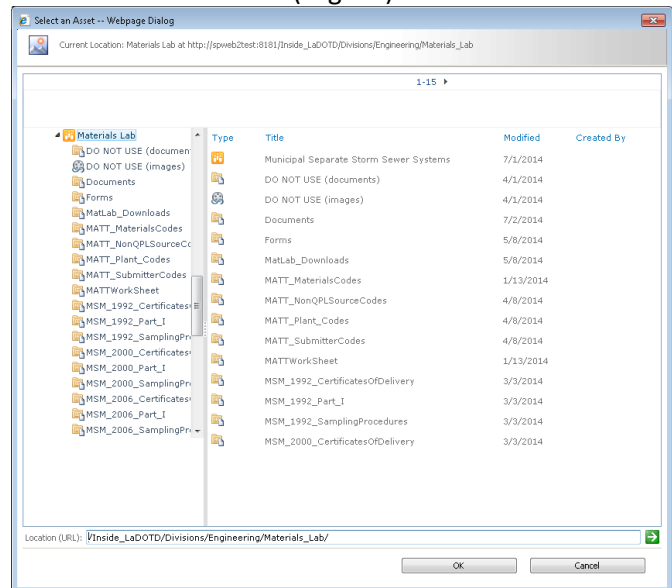 Select an Asset -- Webpage Dialog
Current Location: Materials Lab at http://spweb2test:8181/Inside_LaDOTD/Divisions/Engineering/Materials_Lab
1-15
Materials Lab
DO NOT USE (documen
DO NOT USE (images)
Documents
Forms
MatLab_Downloads
MATT_MaterialsCodes
MATT_NonQPLSourceCo
MATT_Plant_Codes
MATT_SubmitterCodes
MATTWorkSheet
MSM_1992_Certificates
MSM_1992_Part_I
MSM_1992_SamplingPr
MSM_2000_Certificates
MSM_2000_Part_I
MSM_2000_SamplingPr
MSM_2006_Certificates
MSM_2006_Part_I
MSM_2006_SamplingPr
Type Title Modified Created By
Municipal Separate Storm Sewer Systems 7/1/2014
DO NOT USE (documents) 4/1/2014
DO NOT USE (images) 4/1/2014
Documents 7/2/2014
Forms 5/8/2014
MatLab_Downloads 5/8/2014
MATT_MaterialsCodes 1/13/2014
MATT_NonQPLSourceCodes 4/8/2014
MATT_Plant_Codes 4/8/2014
MATT_SubmitterCodes 4/8/2014
MATTWorkSheet 1/13/2014
MSM_1992_CertificatesOfDelivery 3/3/2014
MSM_1992_Part_I 3/3/2014
MSM_1992_SamplingProcedures 3/3/2014
MSM_2000_CertificatesOfDelivery 3/3/2014
Location (URL): /Inside_LaDOTD/Divisions/Engineering/Materials_Lab/
OK Cancel